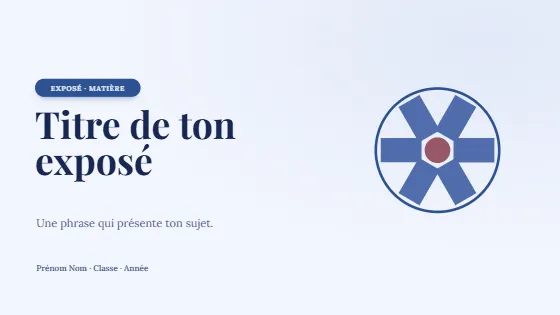 EXPOSÉ · MATIÈRE
Titre de ton
exposé
Une phrase qui présente ton sujet.
Prénom Nom · Classe · Année